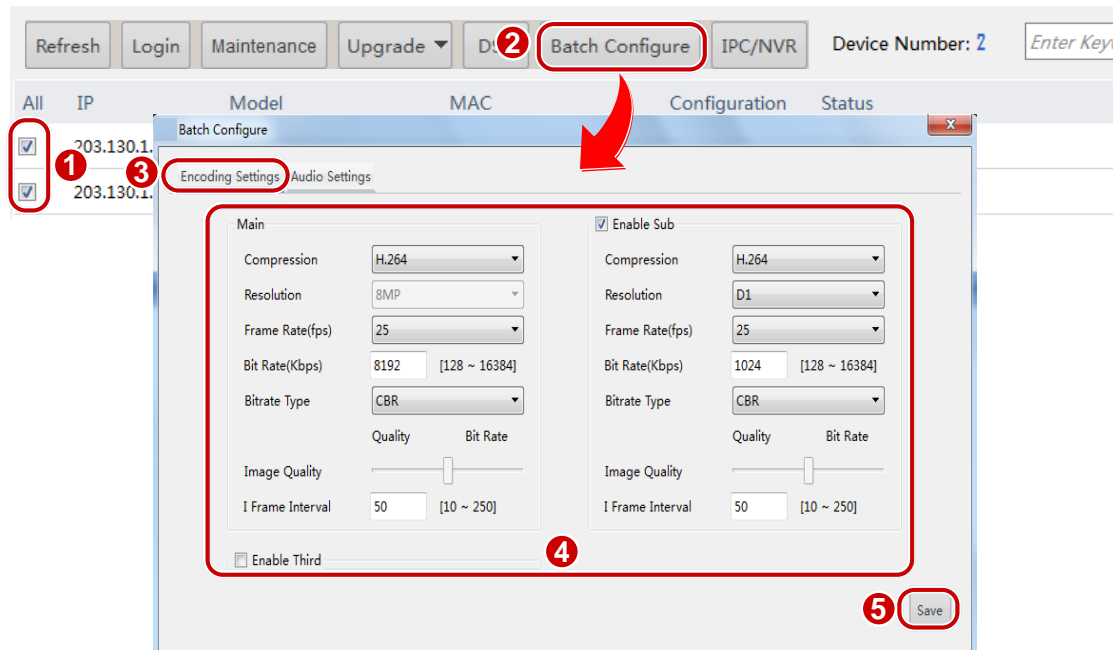 Refresh Login Maintenance Upgrade 2 Batch Configure IPC/NVR Device Number: 2
All IP Model MAC Configuration Status
Batch Configure x
203.130.1.
1 3 Encoding Settings Audio Settings
203.130.1.
Main Enable Sub
Compression H.264 Compression H.264
Resolution 8MP Resolution D1
Frame Rate(fps) 25 Frame Rate(fps) 25
Bit Rate(Kbps) 8192 [128 ~ 16384] Bit Rate(Kbps) 1024 [128 ~ 16384]
Bitrate Type CBR Bitrate Type CBR
Quality Bit Rate Quality Bit Rate
Image Quality Image Quality
I Frame Interval 50 [10 ~ 250] I Frame Interval 50 [10 ~ 250]
Enable Third 4
5 Save